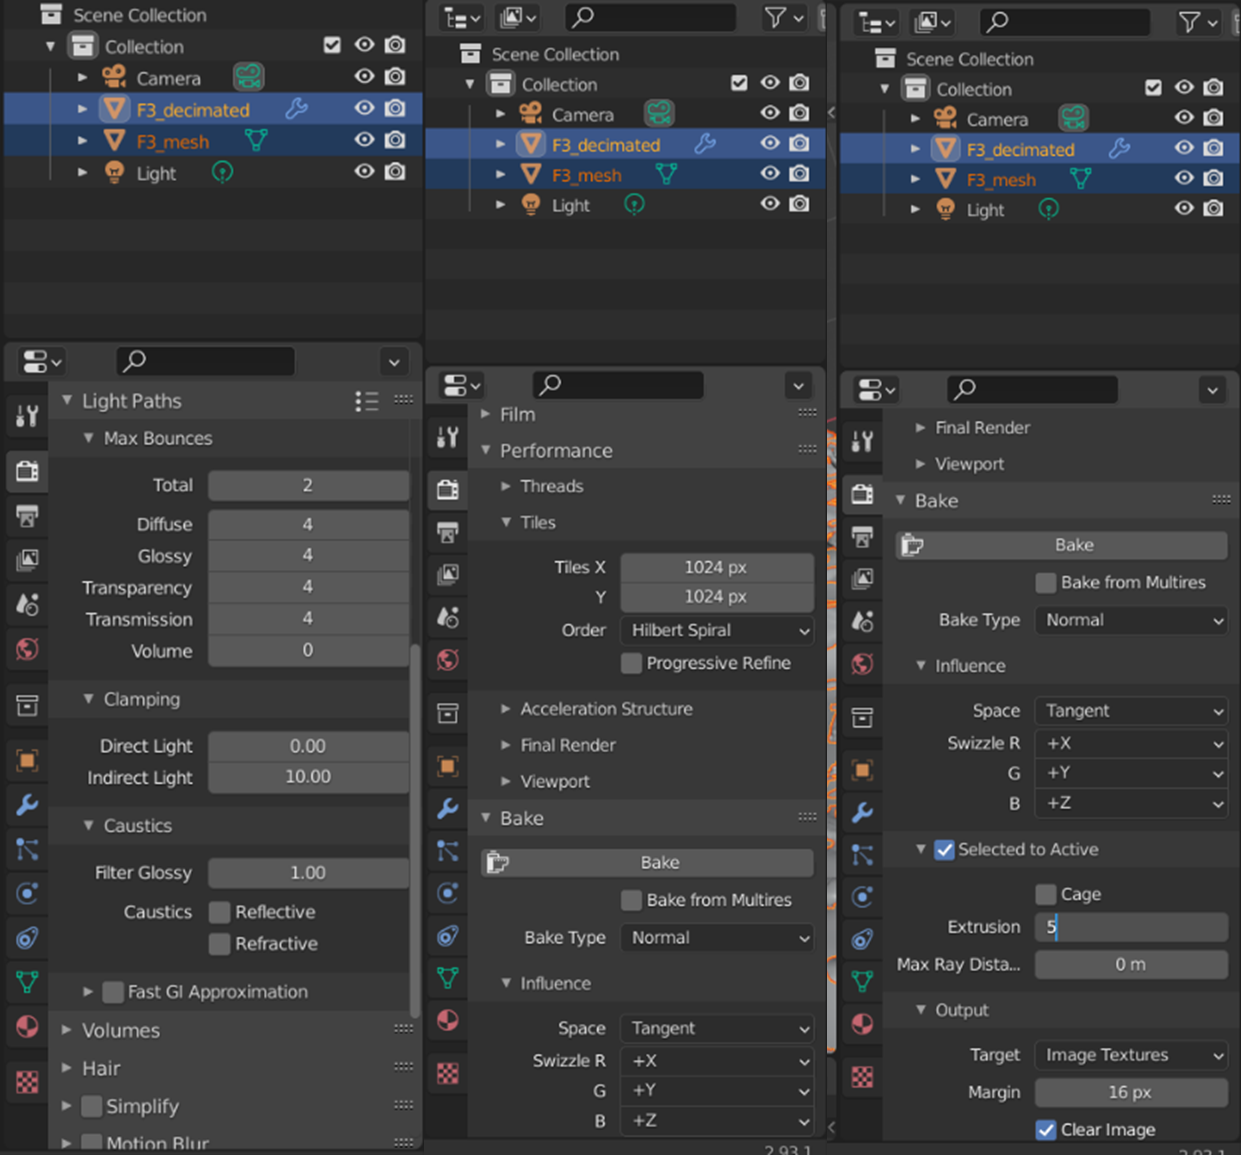 Scene Collection
Collection
Camera
F3_decimated
F3_mesh
Light
Light Paths
Max Bounces
Total 2
Diffuse 4
Glossy 4
Transparency 4
Transmission 4
Volume 0
Clamping
Direct Light 0.00
Indirect Light 10.00
Caustics
Filter Glossy 1.00
Caustics Reflective
Refractive
Fast GI Approximation
Volumes
Hair
Simplify
Motion Blur
Scene Collection
Collection
Camera
F3_decimated
F3_mesh
Light
Film
Performance
Threads
Tiles
Tiles X 1024 px
Y 1024 px
Order Hilbert Spiral
Progressive Refine
Acceleration Structure
Final Render
Viewport
Bake
Bake
Bake from Multires
Bake Type Normal
Influence
Space Tangent
Swizzle R +X
G +Y
B +Z
2.93.1
Scene Collection
Collection
Camera
F3_decimated
F3_mesh
Light
Final Render
Viewport
Bake
Bake
Bake from Multires
Bake Type Normal
Influence
Space Tangent
Swizzle R +X
G +Y
B +Z
Selected to Active
Cage
Extrusion 5
Max Ray Dista... 0 m
Output
Target Image Textures
Margin 16 px
Clear Image
2.93.1